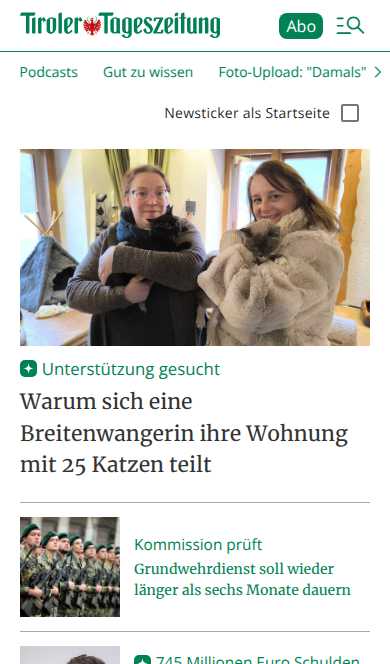 Tiroler Tageszeitung
Abo
Podcasts Gut zu wissen Foto-Upload: "Damals"
Newsticker als Startseite
Unterstützung gesucht
Warum sich eine
Breitenwangerin ihre Wohnung
mit 25 Katzen teilt
Kommission prüft
Grundwehrdienst soll wieder
länger als sechs Monate dauern
745 Millionen Euro Schulden